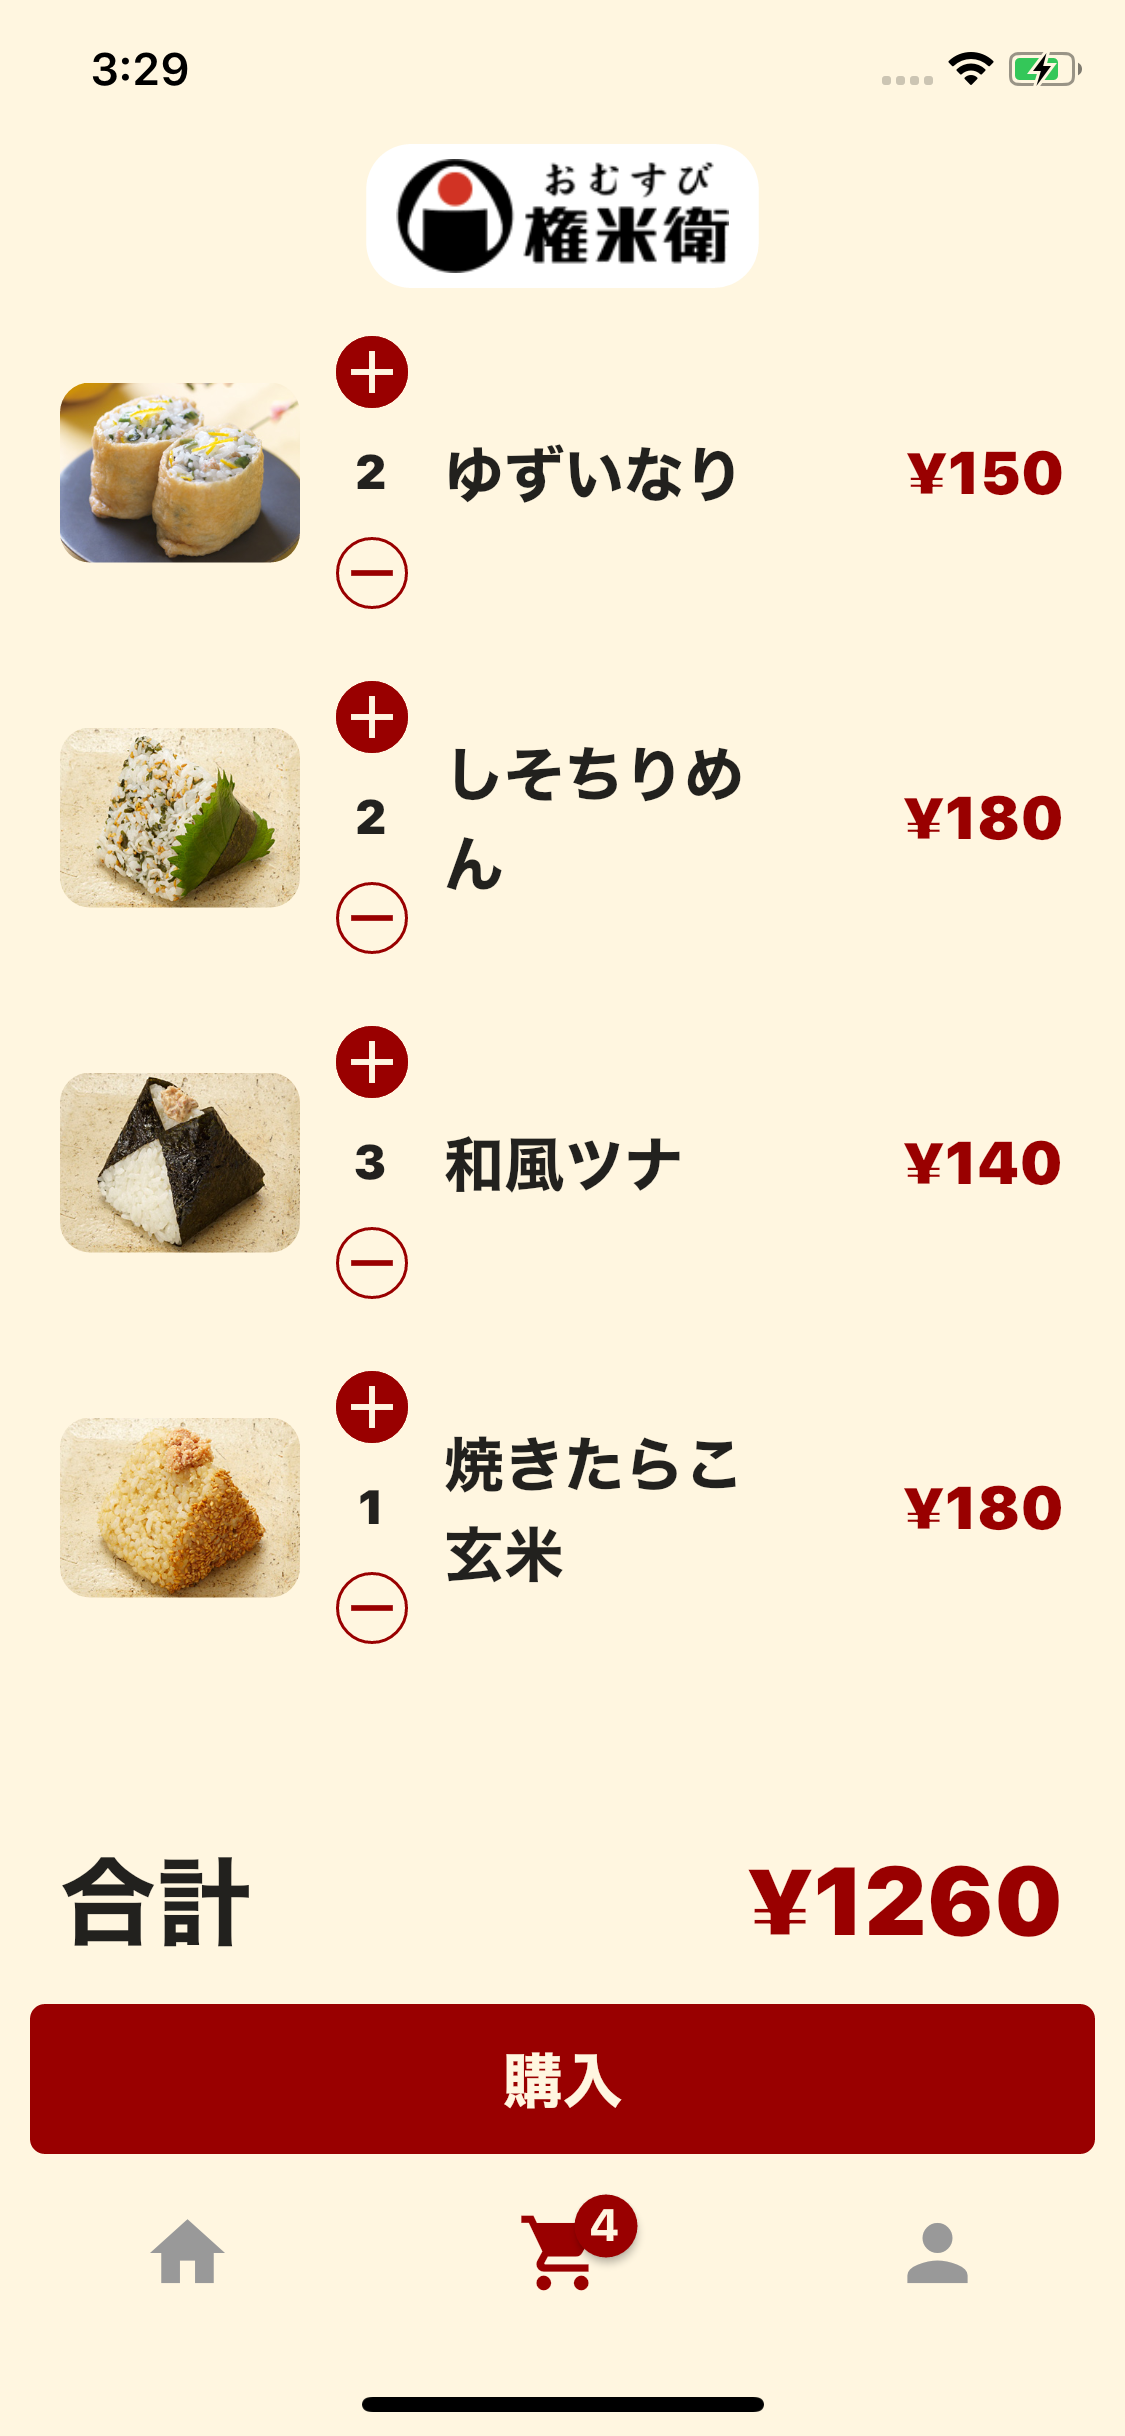 3:29
おむすび
権米衛
2
ゆずいなり
¥150
2
しそちりめ
ん
¥180
3
和風ツナ
¥140
1
焼きたらこ
玄米
¥180
合計
¥1260
購入
4